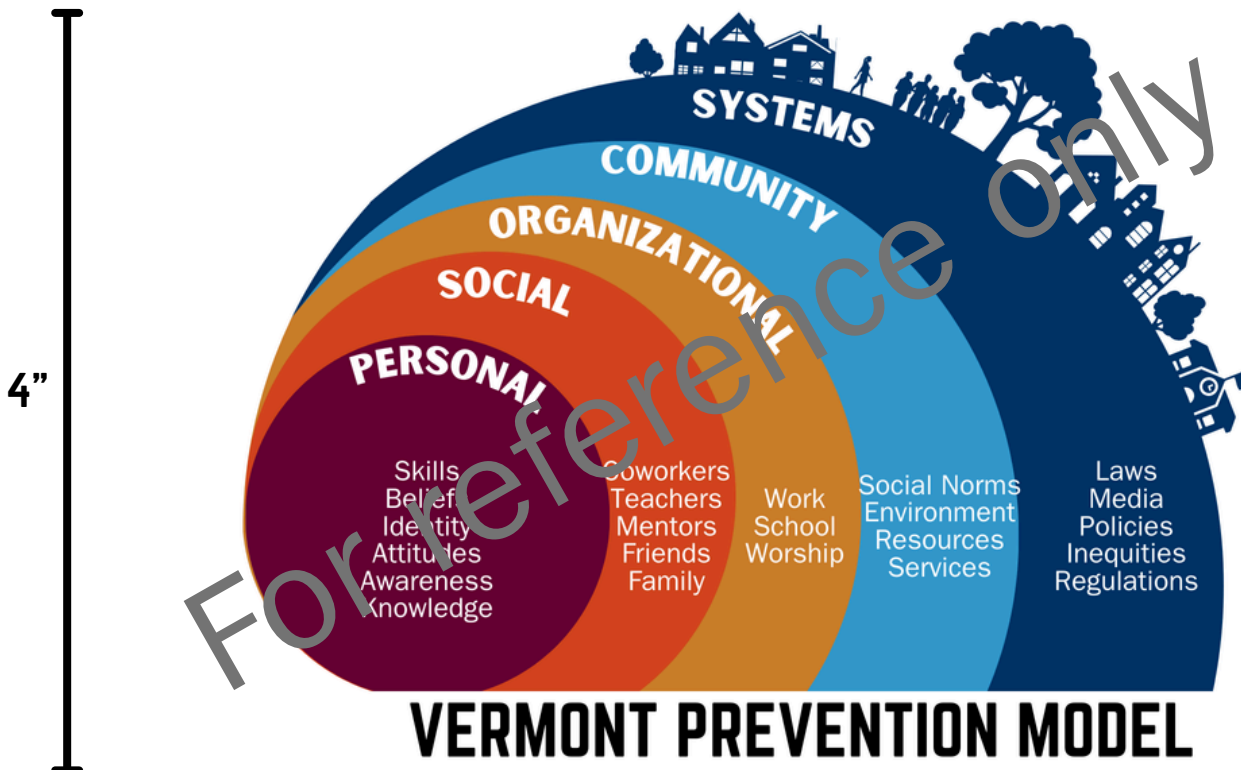 4”
SYSTEMS
COMMUNITY
ORGANIZATIONAL
SOCIAL
PERSONAL
Skills
Beliefs
Identity
Attitudes
Awareness
Knowledge
Coworkers
Teachers
Mentors
Friends
Family
Work
School
Worship
Social Norms
Environment
Resources
Services
Laws
Media
Policies
Inequities
Regulations
For reference only
VERMONT PREVENTION MODEL